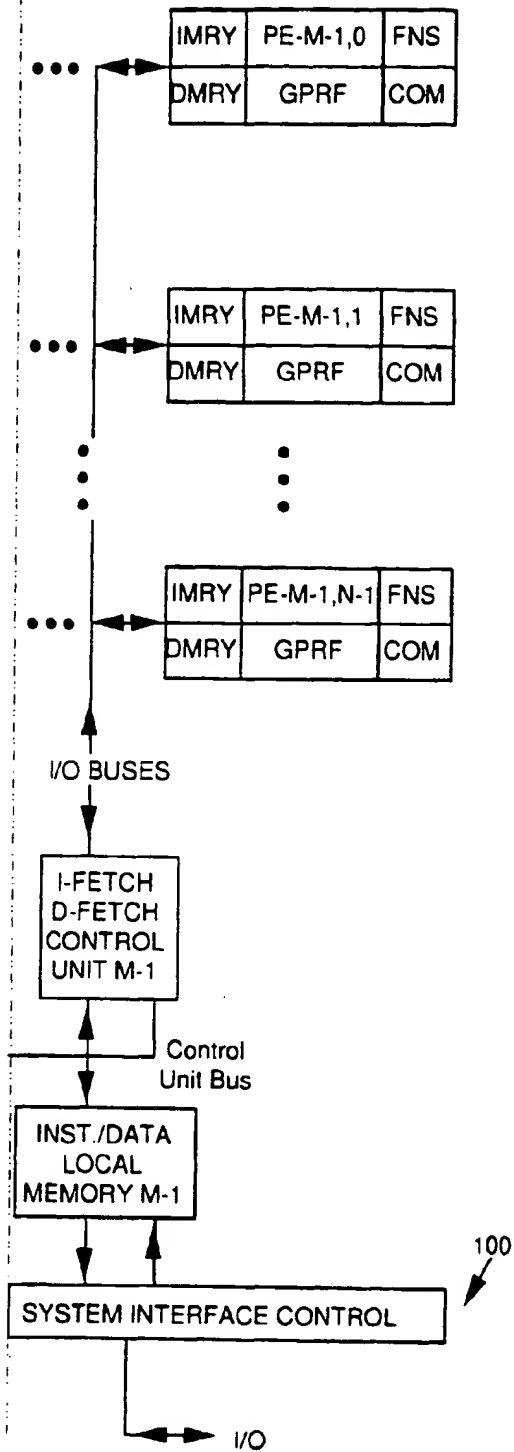 IMRY PE-M-1,0 FNS
DMRY GPRF COM
IMRY PE-M-1,1 FNS
DMRY GPRF COM
IMRY PE-M-1,N-1 FNS
DMRY GPRF COM
I/O BUSES
I-FETCH
D-FETCH
CONTROL
UNIT M-1
Control
Unit Bus
INST./DATA
LOCAL
MEMORY M-1
100
SYSTEM INTERFACE CONTROL
I/O